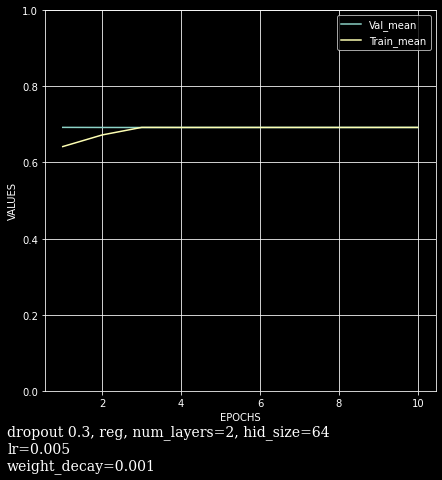 1.0
Val_mean
Train_mean
0.8
0.6
VALUES
0.4
0.2
0.0
2 4 6 8 10
EPOCHS
dropout 0.3, reg, num_layers=2, hid_size=64
lr=0.005
weight_decay=0.001